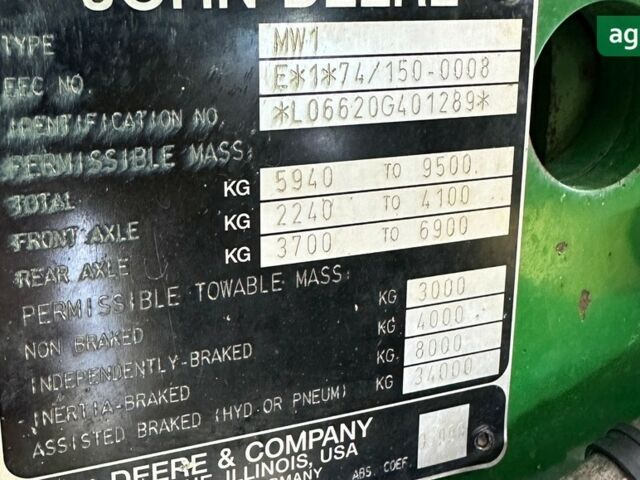 JOHN DEERE
ag
TYPE MW1
EEC NO. E*1*74/150-0008
IDENTIFICATION NO. *L06620G401289*
PERMISSIBLE MASS:
TOTAL KG 5940 TO 9500
FRONT AXLE KG 2240 TO 4100
REAR AXLE KG 3700 TO 6900
PERMISSIBLE TOWABLE MASS:
NON BRAKED KG 3000
INDEPENDENTLY-BRAKED KG 4000
INERTIA-BRAKED KG. 8000
ASSISTED BRAKED (HYD OR PNEUM) KG 34000
DEERE & COMPANY
ILLINOIS, USA
ABS. COEF.